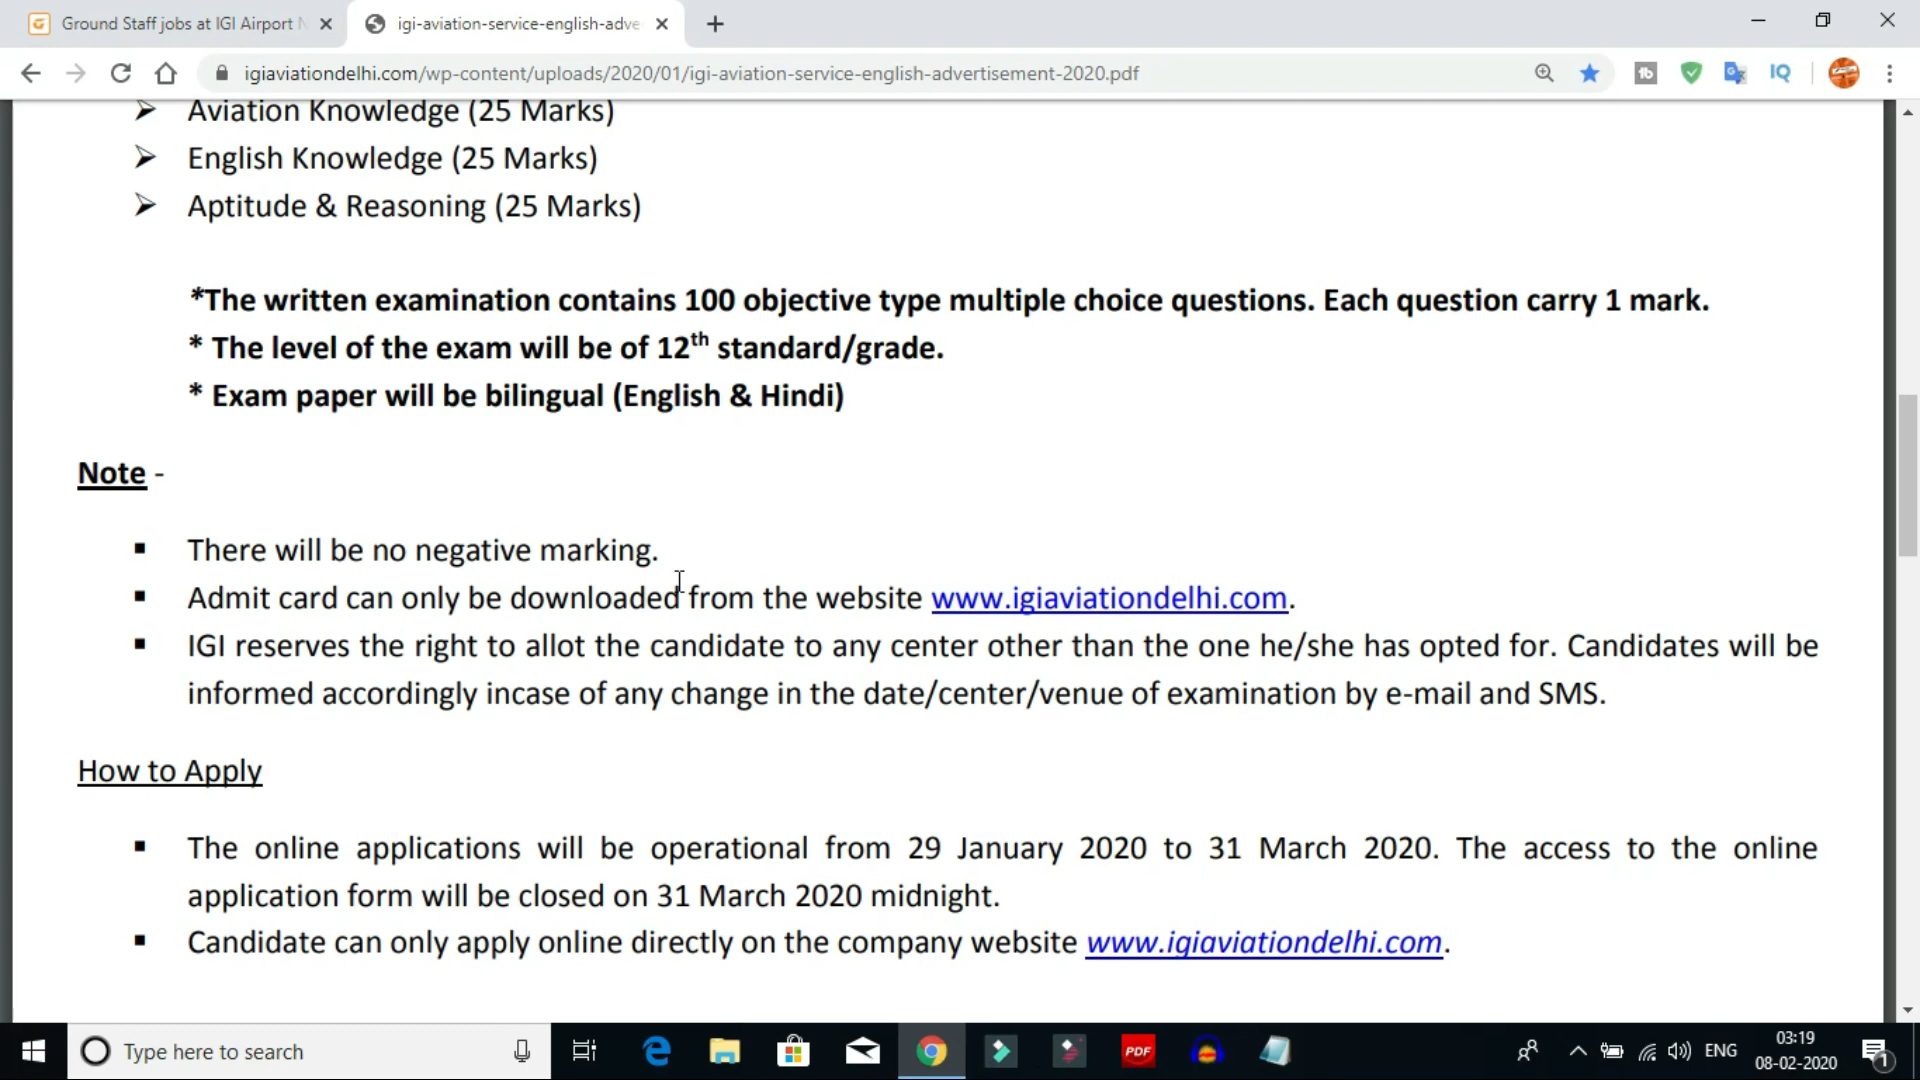 Ground Staff jobs at IGI Airport
igi-aviation-service-english-adve
igiaviationdelhi.com/wp-content/uploads/2020/01/igi-aviation-service-english-advertisement-2020.pdf
Aviation Knowledge (25 Marks)
English Knowledge (25 Marks)
Aptitude & Reasoning (25 Marks)
*The written examination contains 100 objective type multiple choice questions. Each question carry 1 mark.
* The level of the exam will be of 12th standard/grade.
* Exam paper will be bilingual (English & Hindi)
Note -
There will be no negative marking.
Admit card can only be downloaded from the website www.igiaviationdelhi.com.
IGI reserves the right to allot the candidate to any center other than the one he/she has opted for. Candidates will be
informed accordingly incase of any change in the date/center/venue of examination by e-mail and SMS.
How to Apply
The online applications will be operational from 29 January 2020 to 31 March 2020. The access to the online
application form will be closed on 31 March 2020 midnight.
Candidate can only apply online directly on the company website www.igiaviationdelhi.com.
Type here to search
PDF
ENG
03:19
08-02-2020
1